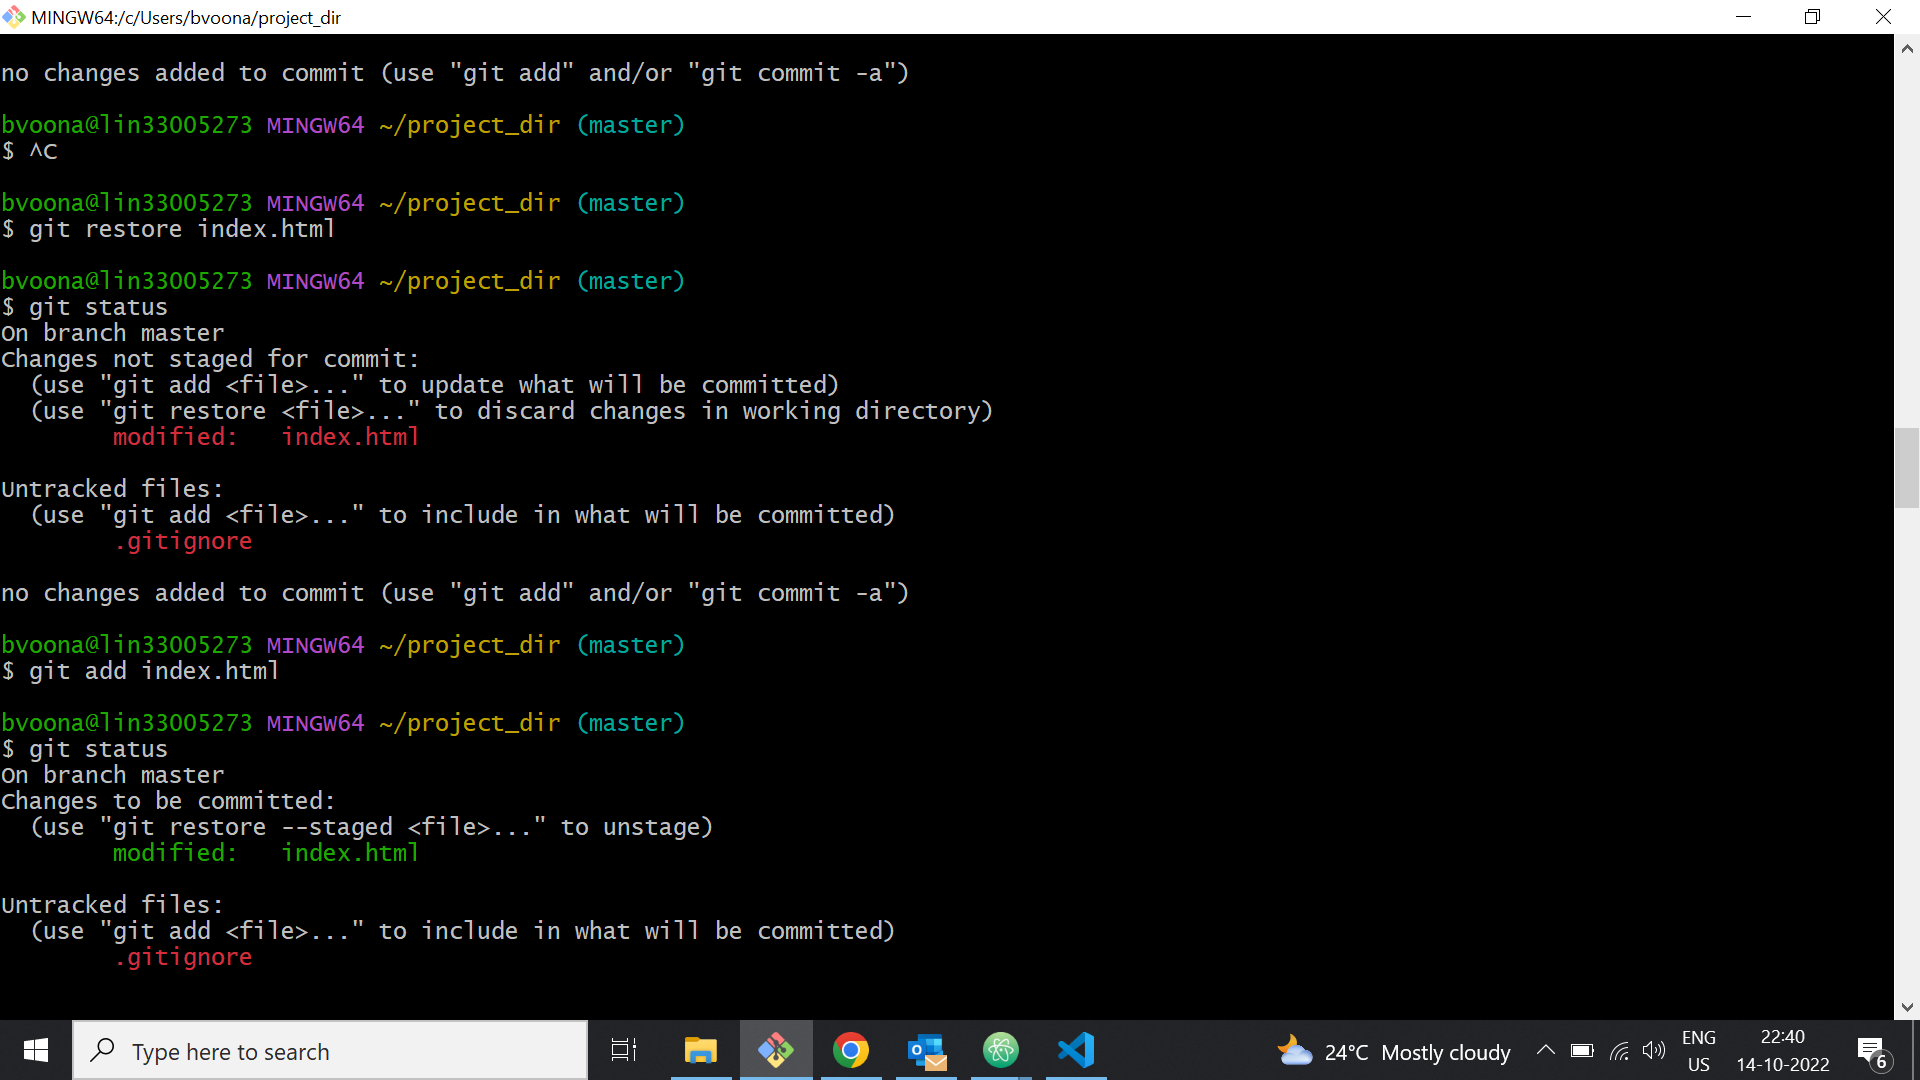 MINGW64:/c/Users/bvoona/project_dir
no changes added to commit (use "git add" and/or "git commit -a")
bvoona@lin33005273 MINGW64 ~/project_dir (master)
$ ^C
bvoona@lin33005273 MINGW64 ~/project_dir (master)
$ git restore index.html
bvoona@lin33005273 MINGW64 ~/project_dir (master)
$ git status
On branch master
Changes not staged for commit:
  (use "git add <file>..." to update what will be committed)
  (use "git restore <file>..." to discard changes in working directory)
        modified:   index.html
Untracked files:
  (use "git add <file>..." to include in what will be committed)
        .gitignore
no changes added to commit (use "git add" and/or "git commit -a")
bvoona@lin33005273 MINGW64 ~/project_dir (master)
$ git add index.html
bvoona@lin33005273 MINGW64 ~/project_dir (master)
$ git status
On branch master
Changes to be committed:
  (use "git restore --staged <file>..." to unstage)
        modified:   index.html
Untracked files:
  (use "git add <file>..." to include in what will be committed)
        .gitignore
Type here to search
24°C Mostly cloudy
ENG
US
22:40
14-10-2022
6